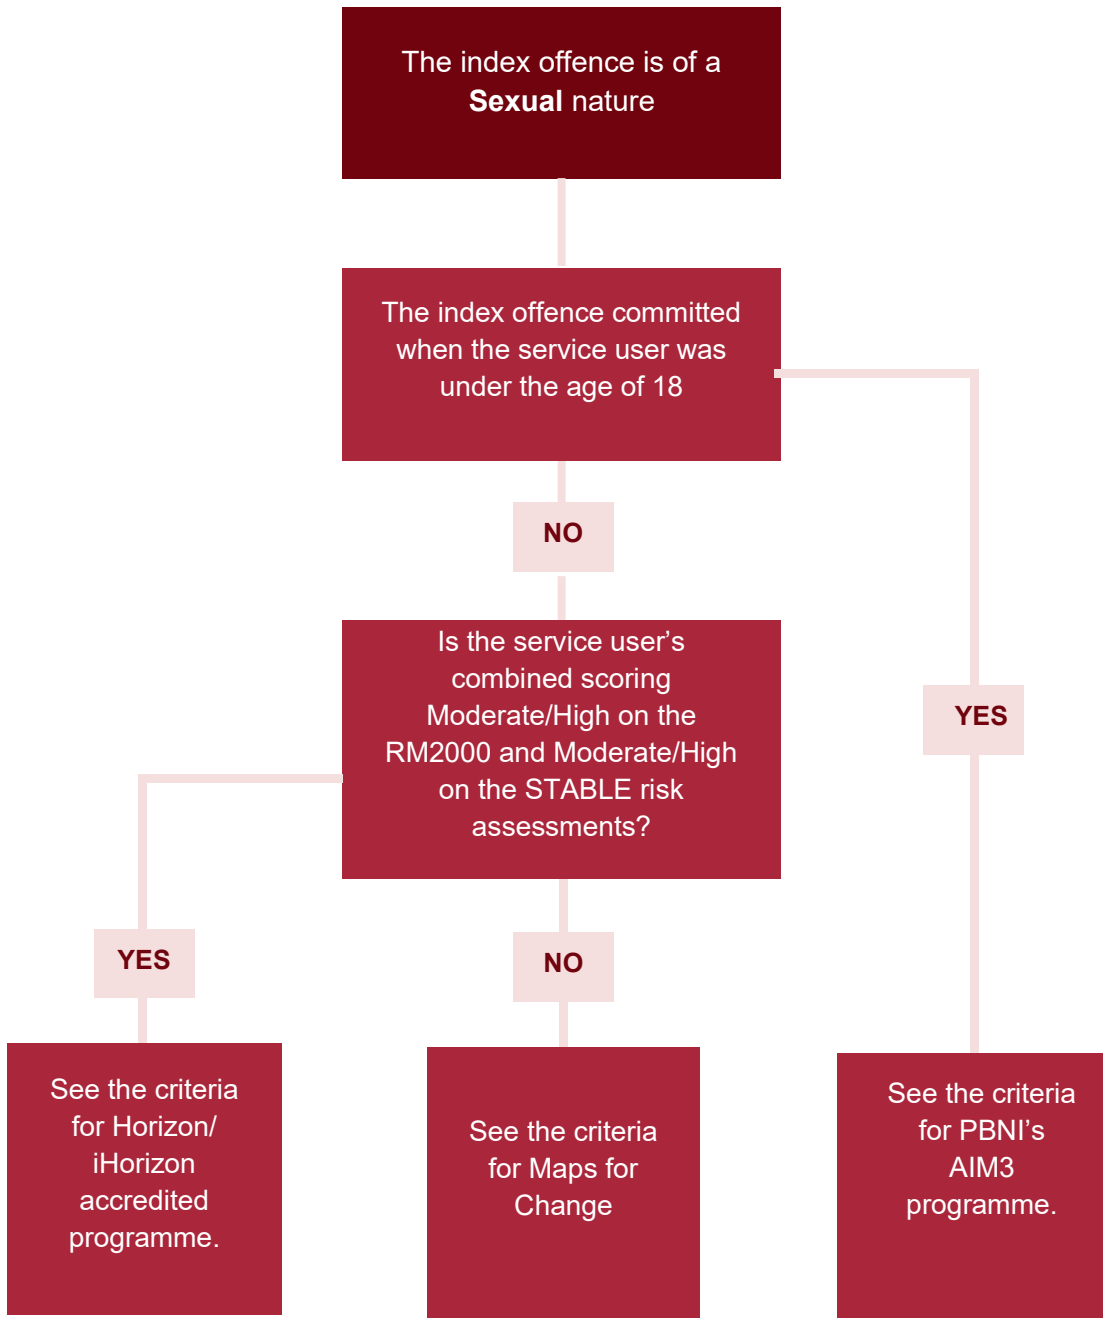 The index offence is of a
Sexual nature
The index offence committed
when the service user was
under the age of 18
NO
Is the service user’s
combined scoring
Moderate/High on the
RM2000 and Moderate/High
on the STABLE risk
assessments?
YES
YES
NO
See the criteria
for Horizon/
iHorizon
accredited
programme.
See the criteria
for Maps for
Change
See the criteria
for PBNI’s
AIM3
programme.